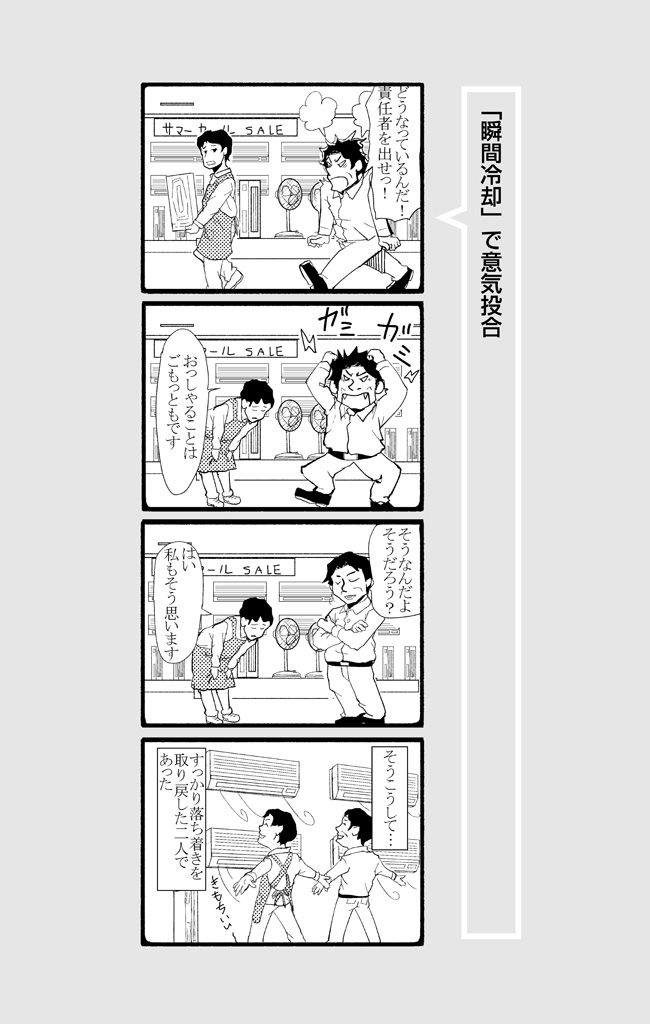 「瞬間冷却」で意気投合
どうなっているんだ！
責任者を出せっ！
サマーセール SALE
ガミ
ガミ
おっしゃることは
ごもっともです
ール SALE
そうなんだよ
そうだろう？
はい
私もそう思います
ール SALE
そうこうして…
すっかり落ち着きを
取り戻した二人で
あった
きもちいい